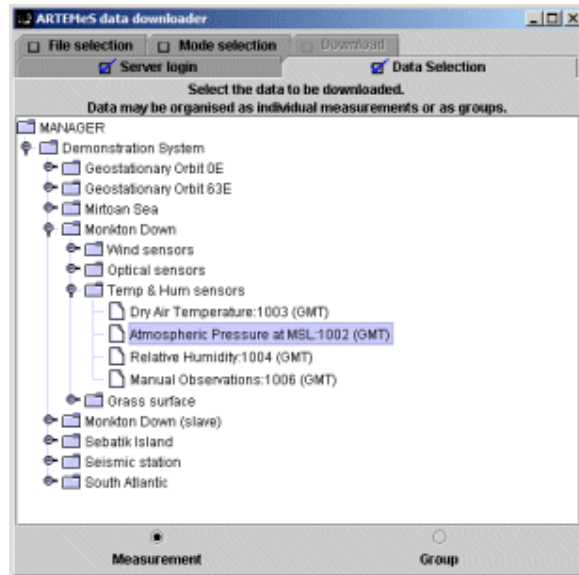 ARTEMeS data downloader
File selection Mode selection Download
Server login Data Selection
Select the data to be downloaded.
Data may be organised as individual measurements or as groups.
MANAGER
Demonstration System
Geostationary Orbit 0E
Geostationary Orbit 63E
Mirtoan Sea
Monkton Down
Wind sensors
Optical sensors
Temp & Hum sensors
Dry Air Temperature:1003 (GMT)
Atmospheric Pressure at MSL:1002 (GMT)
Relative Humidity:1004 (GMT)
Manual Observations:1006 (GMT)
Grass surface
Monkton Down (slave)
Sebatik Island
Seismic station
South Atlantic
Measurement Group